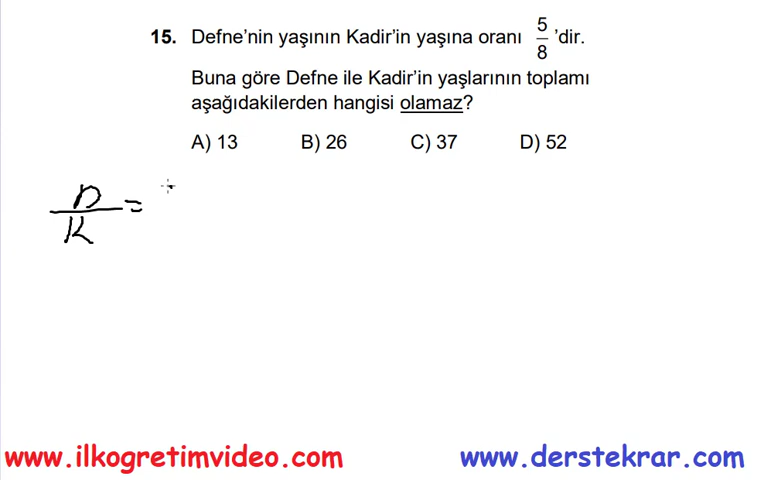 15. Defne'nin yaşının Kadir'in yaşına oranı 5/8 'dir.
Buna göre Defne ile Kadir'in yaşlarının toplamı
aşağıdakilerden hangisi olamaz?
A) 13 B) 26 C) 37 D) 52
D/K =
www.ilkogretimvideo.com www.derstekrar.com